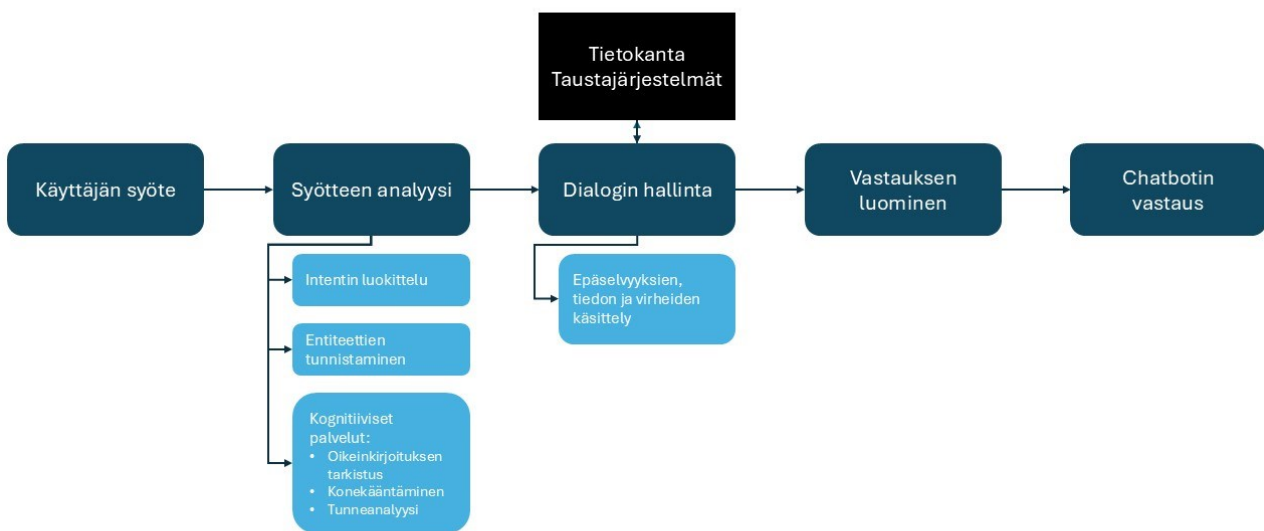 Tietokanta
Taustajärjestelmät
Käyttäjän syöte
Syötteen analyysi
Dialogin hallinta
Vastauksen
luominen
Chatbotin
vastaus
Intentin luokittelu
Entiteettien
tunnistaminen
Kognitiiviset
palvelut:
• Oikeinkirjoituksen
tarkistus
• Konekääntäminen
• Tunneanalyysi
Epäselvyyksien,
tiedon ja virheiden
käsittely